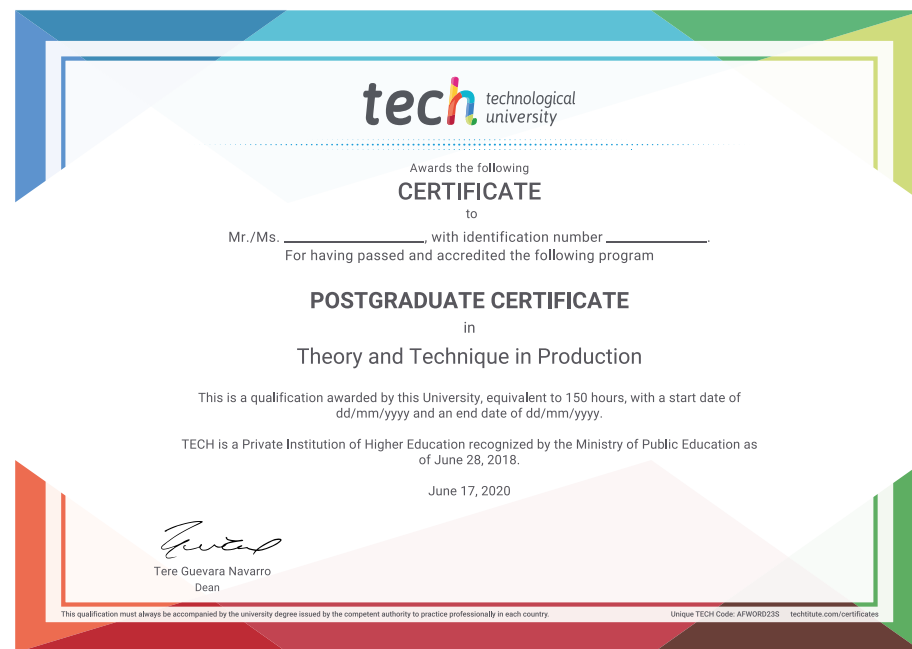 tech technological
university
Awards the following
CERTIFICATE
to
Mr./Ms. ____________________, with identification number ______________.
For having passed and accredited the following program
POSTGRADUATE CERTIFICATE
in
Theory and Technique in Production
This is a qualification awarded by this University, equivalent to 150 hours, with a start date of
dd/mm/yyyy and an end date of dd/mm/yyyy.
TECH is a Private Institution of Higher Education recognized by the Ministry of Public Education as
of June 28, 2018.
June 17, 2020
Tere Guevara Navarro
Dean
This qualification must always be accompanied by the university degree issued by the competent authority to practice professionally in each country.
Unique TECH Code: AFWORD23S techtitute.com/certificates